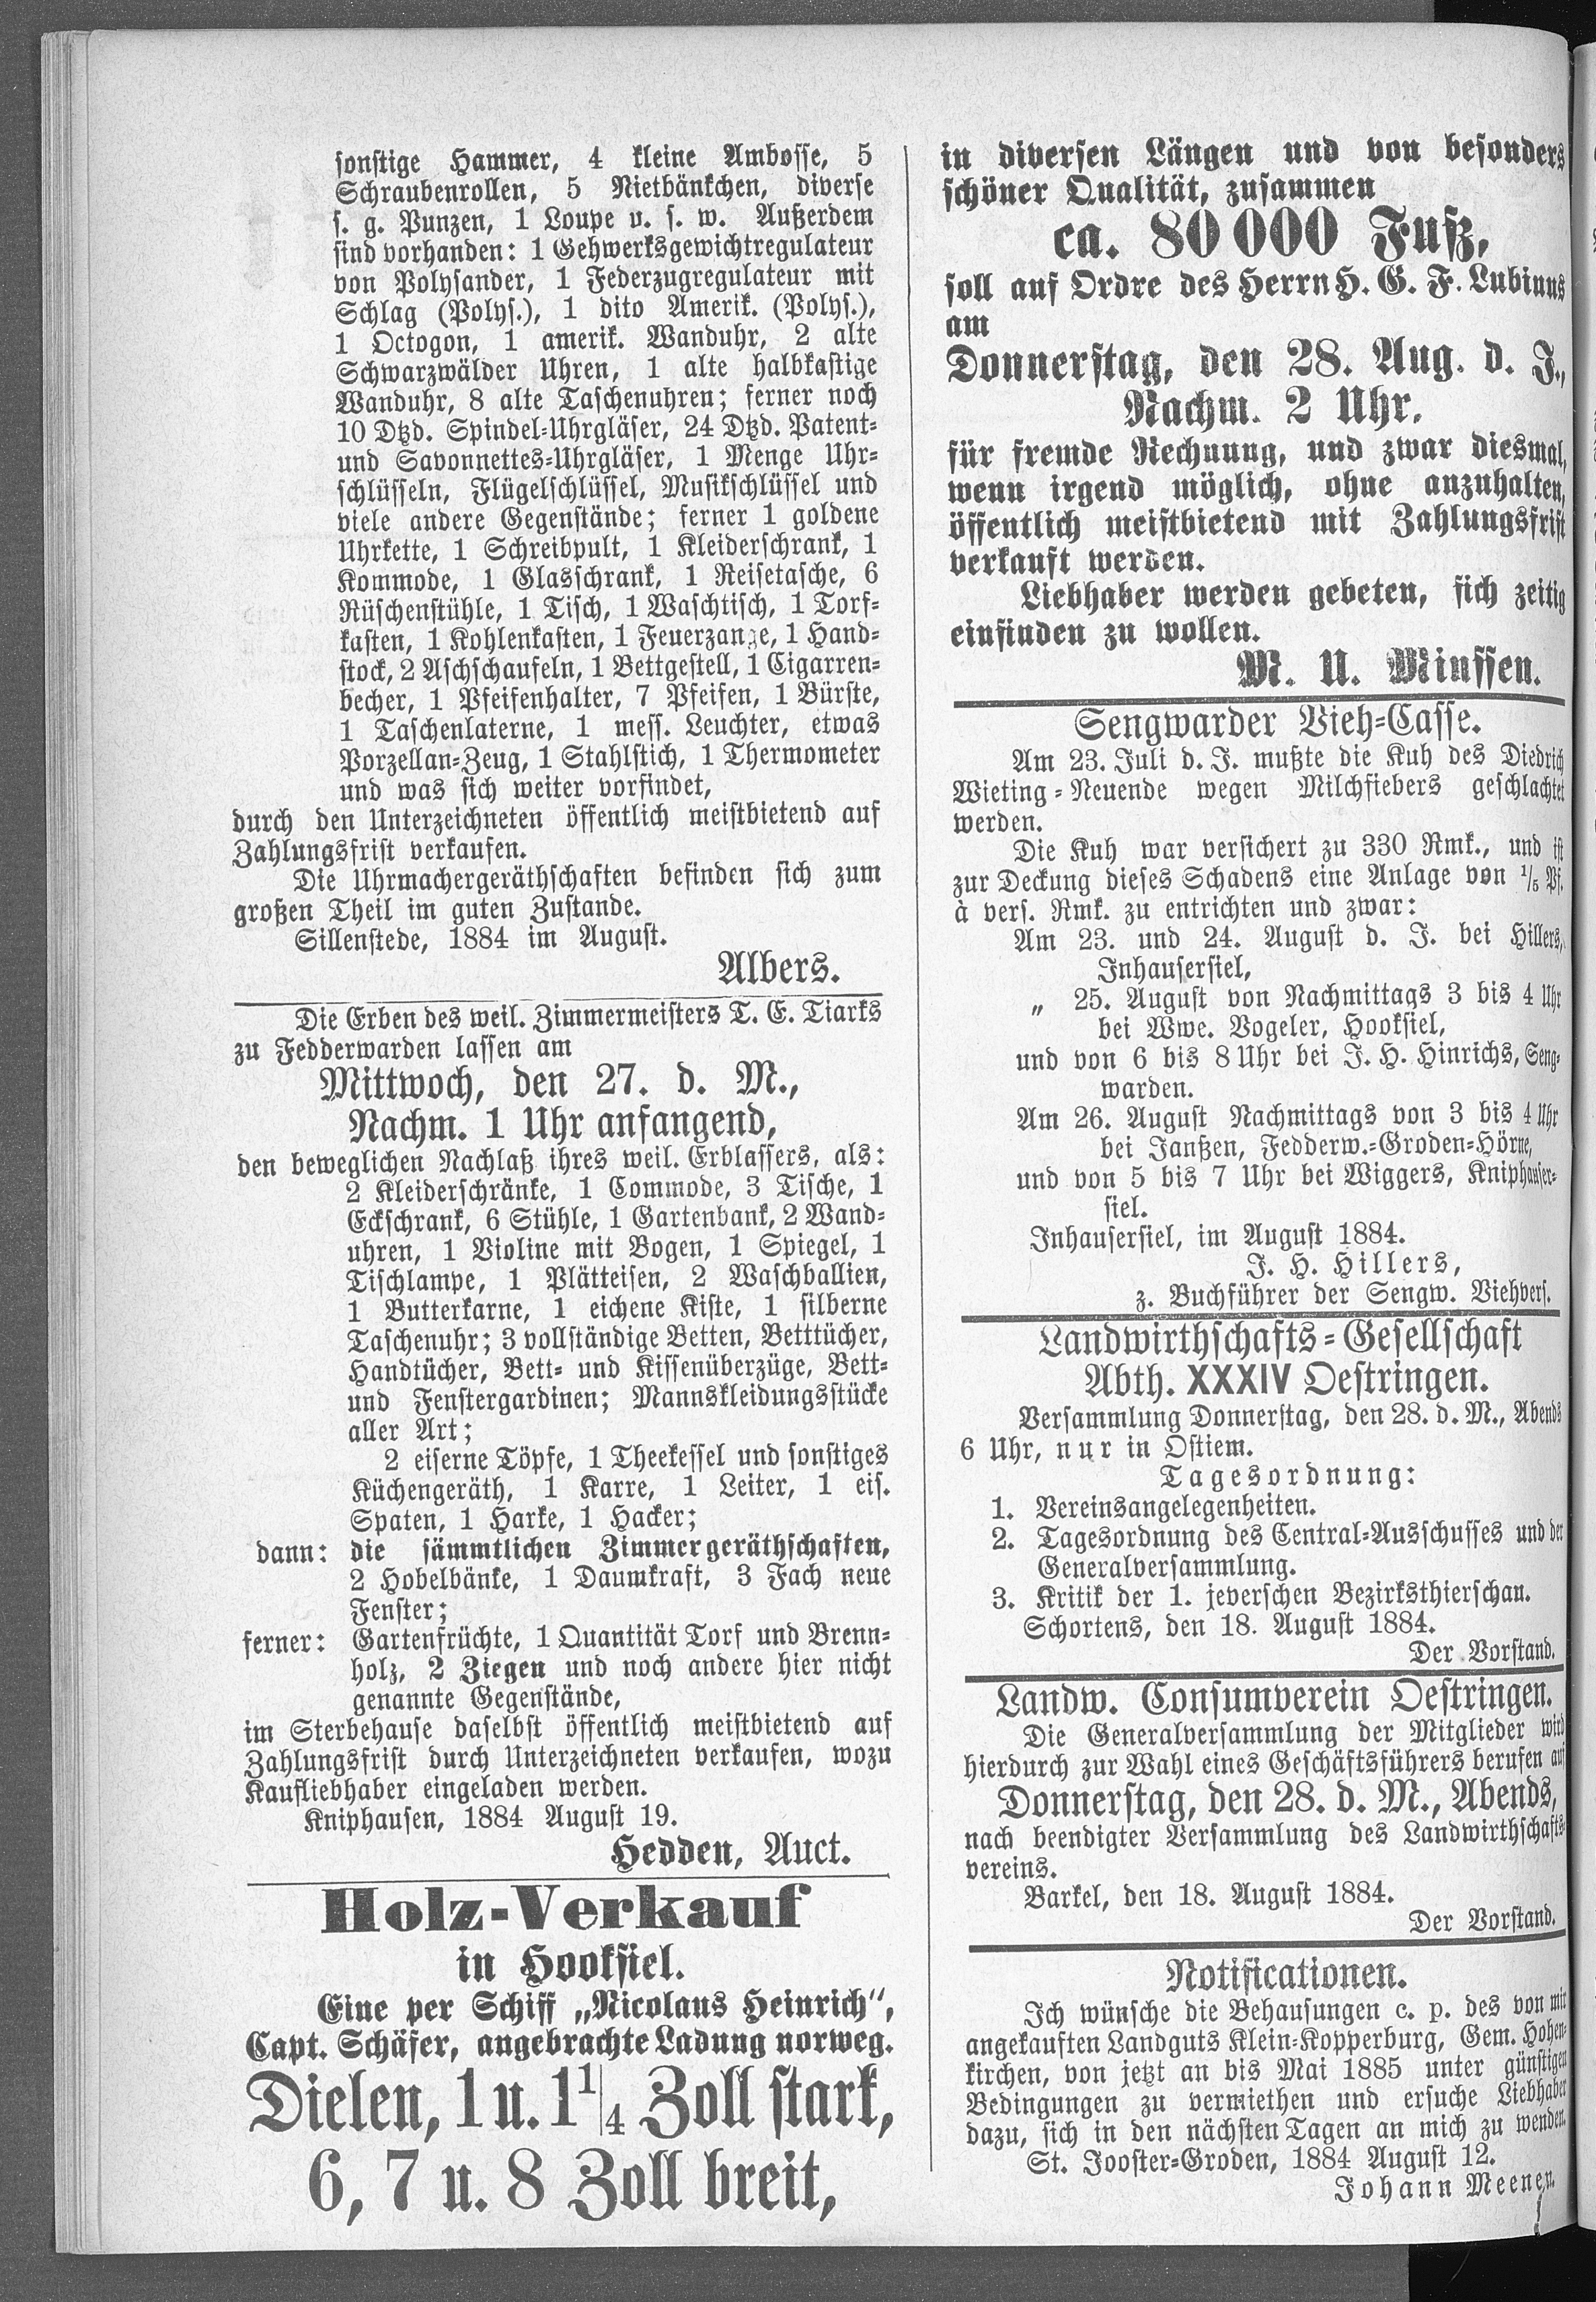 sonstige Hammer, 4 kleine Ambosse, 5
Schraubenrollen, 5 Nietbänkchen, diverse
s. g. Punzen, 1 Loupe u. s. w. Außerdem
sind vorhanden: 1 Gehwerksgewichtregulateur
von Polysander, 1 Federzugregulateur mit
Schlag (Polys.), 1 dito Amerik. (Polys.),
1 Octogon, 1 amerik. Wanduhr, 2 alte
Schwarzwälder Uhren, 1 alte halbkastige
Wanduhr, 8 alte Taschenuhren; ferner noch
10 Dtzd. Spindel-Uhrgläser, 24 Dtzd. Patent-
und Savonnettes-Uhrgläser, 1 Menge Uhr-
schlüsseln, Flügelschlüssel, Musikschlüssel und
viele andere Gegenstände; ferner 1 goldene
Uhrkette, 1 Schreibpult, 1 Kleiderschrank, 1
Kommode, 1 Glasschrank, 1 Reisetasche, 6
Rüschenstühle, 1 Tisch, 1 Waschtisch, 1 Torf-
kasten, 1 Kohlenkasten, 1 Feuerzange, 1 Hand-
stock, 2 Aschschaufeln, 1 Bettgestell, 1 Cigarren-
becher, 1 Pfeifenhalter, 7 Pfeifen, 1 Bürste,
1 Taschenlaterne, 1 mess. Leuchter, etwas
Porzellan-Zeug, 1 Stahlstich, 1 Thermometer
und was sich weiter vorfindet,
durch den Unterzeichneten öffentlich meistbietend auf
Zahlungsfrist verkaufen.
Die Uhrmachergeräthschaften befinden sich zum
großen Theil im guten Zustande.
Sillenstede, 1884 im August.
Albers.
Die Erben des weil. Zimmermeisters T. E. Tiarks
zu Fedderwarden lassen am
Mittwoch, den 27. d. M.,
Nachm. 1 Uhr anfangend,
den beweglichen Nachlaß ihres weil. Erblassers, als:
2 Kleiderschränke, 1 Commode, 3 Tische, 1
Eckschrank, 6 Stühle, 1 Gartenbank, 2 Wand-
uhren, 1 Violine mit Bogen, 1 Spiegel, 1
Tischlampe, 1 Plätteisen, 2 Waschballien,
1 Butterkarne, 1 eichene Kiste, 1 silberne
Taschenuhr; 3 vollständige Betten, Betttücher,
Handtücher, Bett- und Kissenüberzüge, Bett-
und Fenstergardinen; Mannskleidungsstücke
aller Art;
2 eiserne Töpfe, 1 Theekessel und sonstiges
Küchengeräth, 1 Karre, 1 Leiter, 1 eis.
Spaten, 1 Harke, 1 Hacker;
dann: die sämmtlichen Zimmergeräthschaften,
2 Hobelbänke, 1 Daumkraft, 3 Fach neue
Fenster;
ferner: Gartenfrüchte, 1 Quantität Torf und Brenn-
holz, 2 Ziegen und noch andere hier nicht
genannte Gegenstände,
im Sterbehause daselbst öffentlich meistbietend auf
Zahlungsfrist durch Unterzeichneten verkaufen, wozu
Kaufliebhaber eingeladen werden.
Kniphausen, 1884 August 19.
Hedden, Auct.
Holz-Verkauf
in Hooksiel.
Eine per Schiff „Nicolaus Heinrich“,
Capt. Schäfer, angebrachte Ladung norweg.
Dielen, 1 u. 1 1/4 Zoll stark,
6, 7 u. 8 Zoll breit,
in diversen Längen und von besonders
schöner Qualität, zusammen
ca. 80 000 Fuß,
soll auf Ordre des Herrn H. G. F. Lubinus
am
Donnerstag, den 28. Aug. d. J.,
Nachm. 2 Uhr,
für fremde Rechnung, und zwar diesmal,
wenn irgend möglich, ohne anzuhalten,
öffentlich meistbietend mit Zahlungsfrist
verkauft werden.
Liebhaber werden gebeten, sich zeitig
einfinden zu wollen.
M. U. Minssen.
Sengwarder Vieh-Casse.
Am 23. Juli d. J. mußte die Kuh des Diedrich
Wieting-Neuende wegen Milchfiebers geschlachtet
werden.
Die Kuh war versichert zu 330 Rmk., und ist
zur Deckung dieses Schadens eine Anlage von 1/5 Pf.
à vers. Rmk. zu entrichten und zwar:
Am 23. und 24. August d. J. bei Hillers,
Inhausersiel,
„ 25. August von Nachmittags 3 bis 4 Uhr
bei Wwe. Vogeler, Hooksiel,
und von 6 bis 8 Uhr bei J. H. Hinrichs, Seng-
warden.
Am 26. August Nachmittags von 3 bis 4 Uhr
bei Janßen, Fedderw.-Groden-Hörne,
und von 5 bis 7 Uhr bei Wiggers, Kniphauser-
siel.
Inhausersiel, im August 1884.
J. H. Hillers,
z. Buchführer der Sengw. Viehvers.
Landwirthschafts-Gesellschaft
Abth. XXXIV Oestringen.
Versammlung Donnerstag, den 28. d. M., Abends
6 Uhr, nur in Ostiem.
Tagesordnung:
1. Vereinsangelegenheiten.
2. Tagesordnung des Central-Ausschusses und der
Generalversammlung.
3. Kritik der 1. jeverschen Bezirksthierschau.
Schortens, den 18. August 1884.
Der Vorstand.
Landw. Consumverein Oestringen.
Die Generalversammlung der Mitglieder wird
hierdurch zur Wahl eines Geschäftsführers berufen auf
Donnerstag, den 28. d. M., Abends,
nach beendigter Versammlung des Landwirthschafts-
vereins.
Barkel, den 18. August 1884.
Der Vorstand.
Notificationen.
Ich wünsche die Behausungen c. p. des von mir
angekauften Landguts Klein-Kopperburg, Gem. Hohen-
kirchen, von jetzt an bis Mai 1885 unter günstigen
Bedingungen zu vermiethen und ersuche Liebhaber
dazu, sich in den nächsten Tagen an mich zu wenden.
St. Jooster-Groden, 1884 August 12.
Johann Meenen.